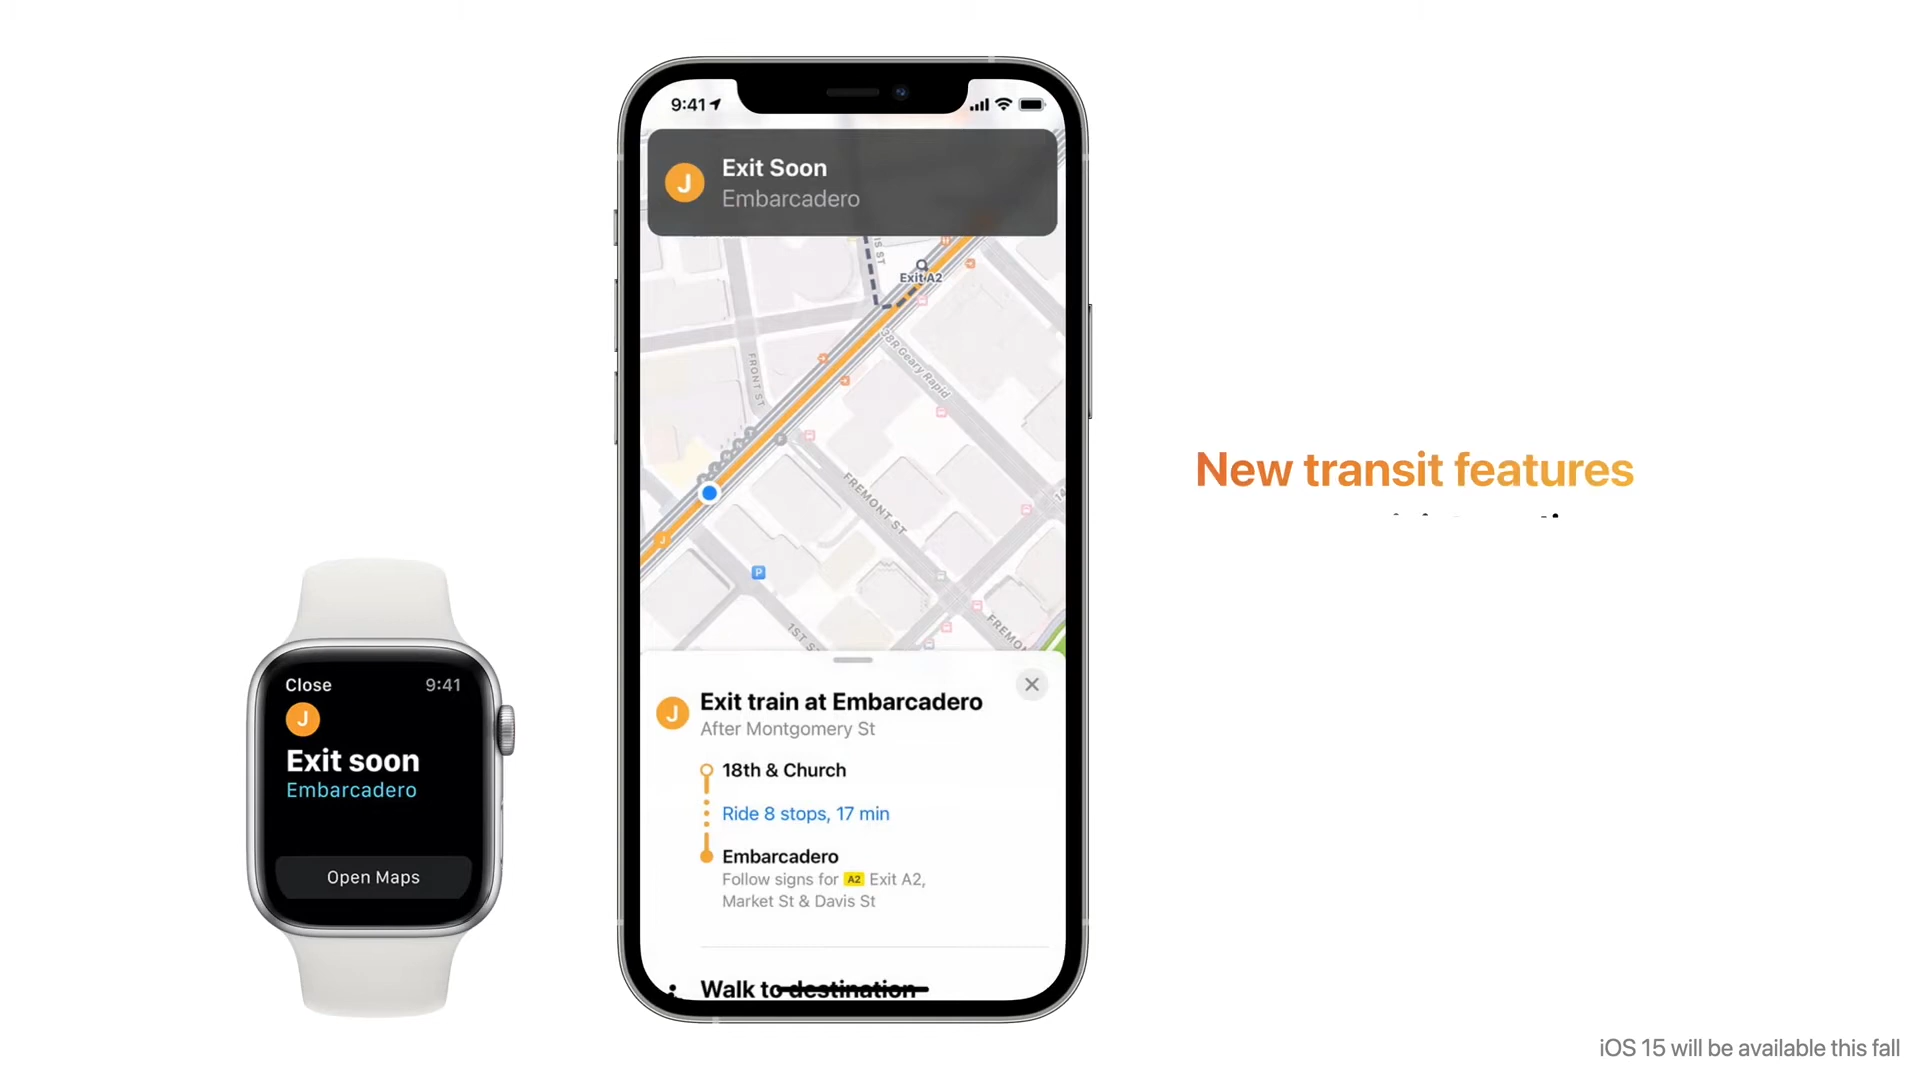 9:41
Exit Soon
J
Embarcadero
IS ST
Exit A2
38R Geary Rapid
FRONT ST
FREMONT ST
J
P
1ST S
FREMO
14
Exit train at Embarcadero
J
After Montgomery St
18th & Church
Ride 8 stops, 17 min
Embarcadero
Follow signs for A2 Exit A2,
Market St & Davis St
Walk to destination
Close 9:41
J
Exit soon
Embarcadero
Open Maps
New transit features
iOS 15 will be available this fall